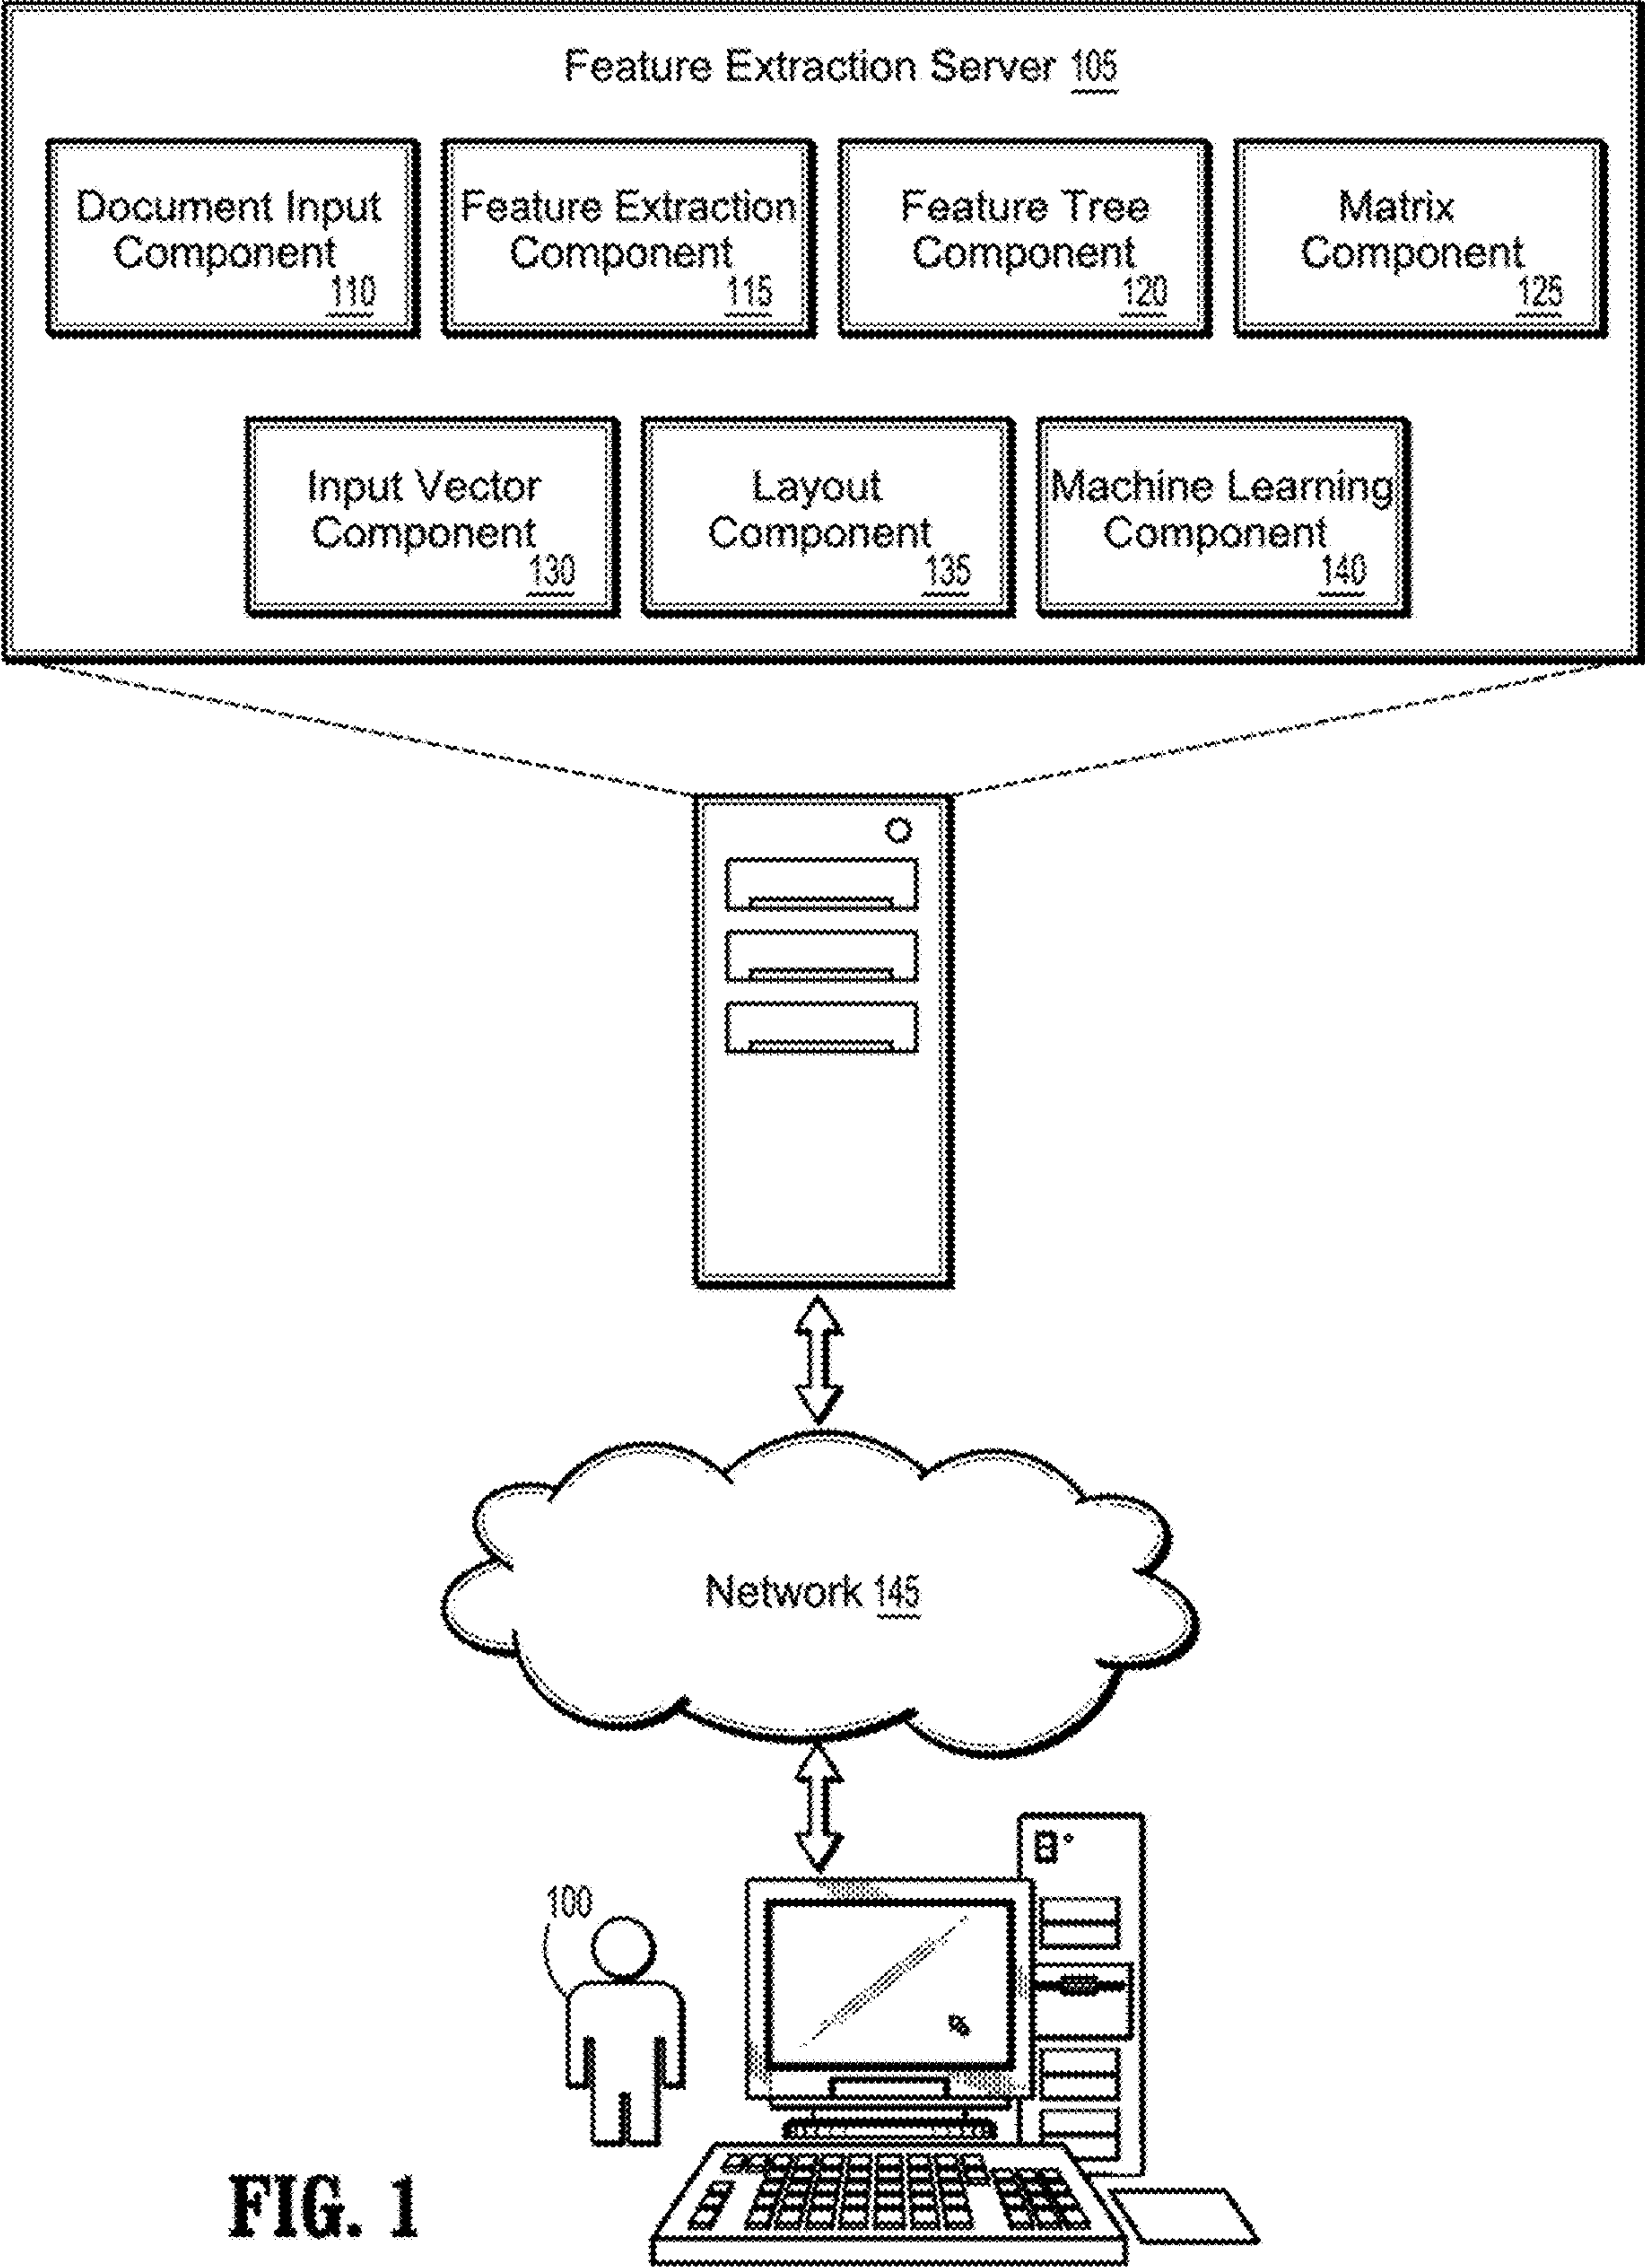 Feature Extraction Server 105
Document Input
Component
110
Feature Extraction
Component
115
Feature Tree
Component
120
Matrix
Component
125
Input Vector
Component
130
Layout
Component
135
Machine Learning
Component
140
Network 145
100
FIG. 1